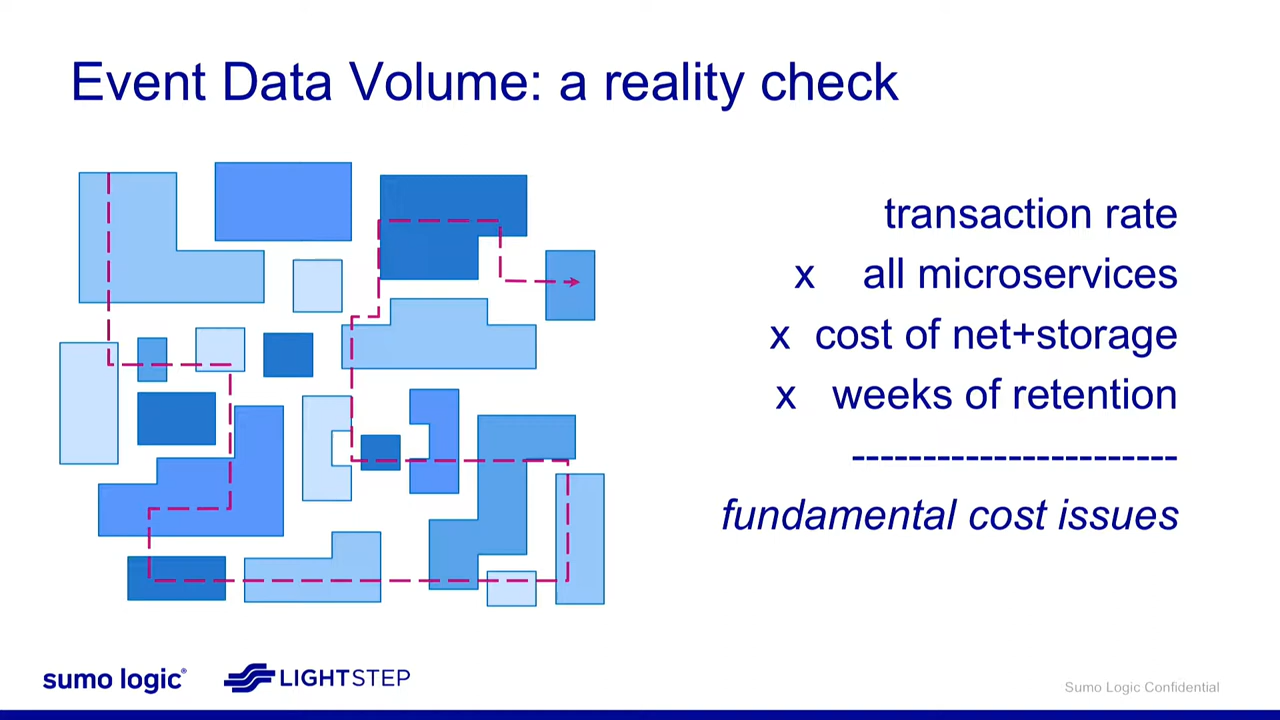 Event Data Volume: a reality check
transaction rate
x all microservices
x cost of net+storage
x weeks of retention
-----------------------
fundamental cost issues
sumo logic®
LIGHTSTEP
Sumo Logic Confidential